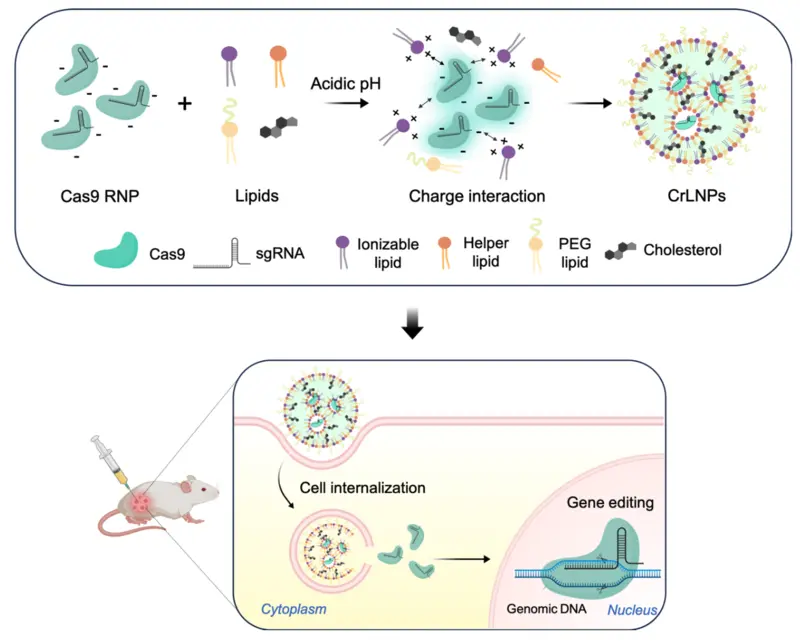 Acidic pH
+
Cas9 RNP
Lipids
Charge interaction
CrLNPs
Cas9
sgRNA
Ionizable
lipid
Helper
lipid
PEG
lipid
Cholesterol
Cell internalization
Gene editing
Cytoplasm
Genomic DNA
Nucleus